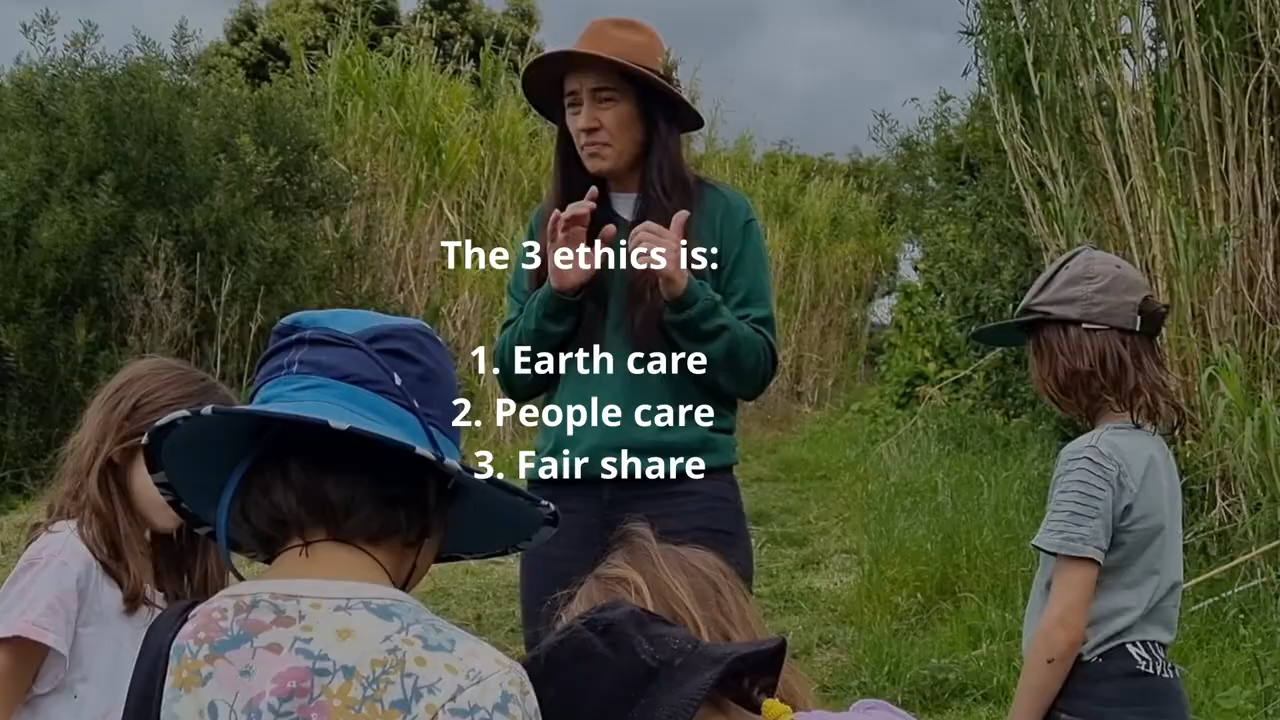 The 3 ethics is:
1. Earth care
2. People care
3. Fair share